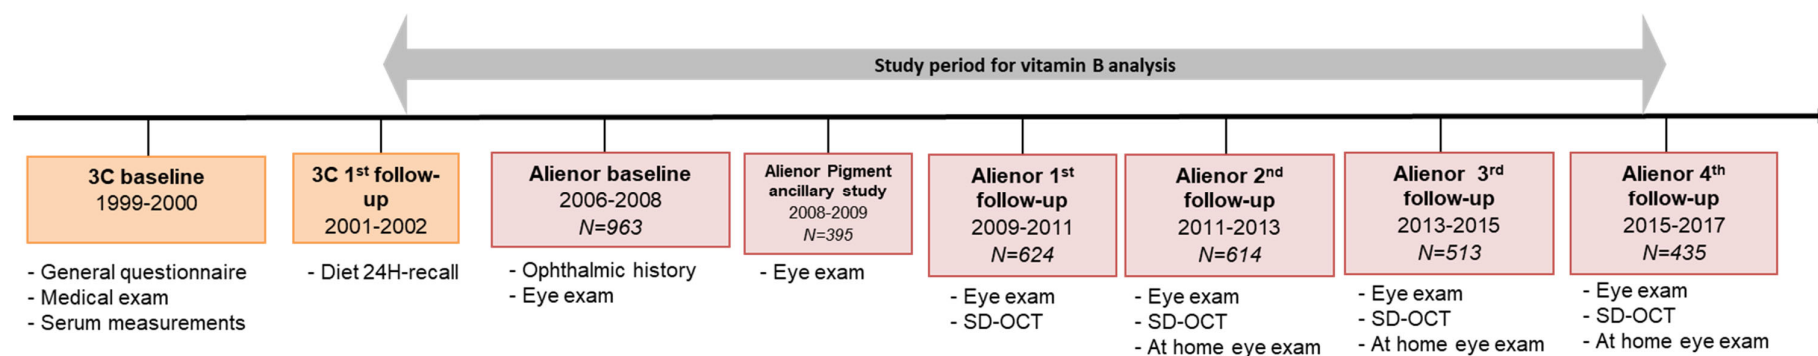 Study period for vitamin B analysis
3C baseline
1999-2000
- General questionnaire
- Medical exam
- Serum measurements
3C 1st follow-
up
2001-2002
- Diet 24H-recall
Alienor baseline
2006-2008
N=963
- Ophthalmic history
- Eye exam
Alienor Pigment
ancillary study
2008-2009
N=395
- Eye exam
Alienor 1st
follow-up
2009-2011
N=624
- Eye exam
- SD-OCT
Alienor 2nd
follow-up
2011-2013
N=614
- Eye exam
- SD-OCT
- At home eye exam
Alienor 3rd
follow-up
2013-2015
N=513
- Eye exam
- SD-OCT
- At home eye exam
Alienor 4th
follow-up
2015-2017
N=435
- Eye exam
- SD-OCT
- At home eye exam